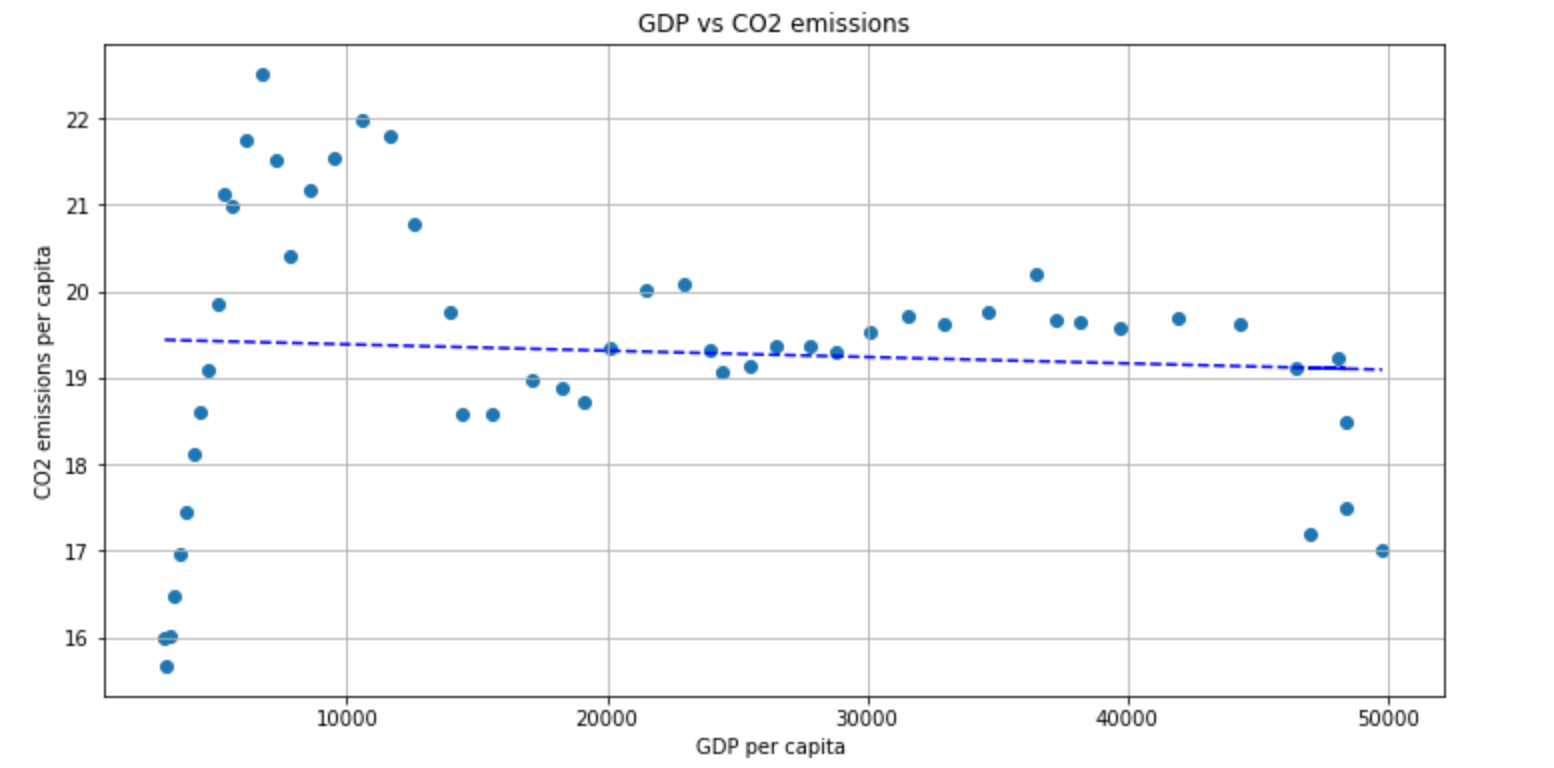 GDP vs CO2 emissions
22
21
20
19
18
17
16
CO2 emissions per capita
10000 20000 30000 40000 50000
GDP per capita